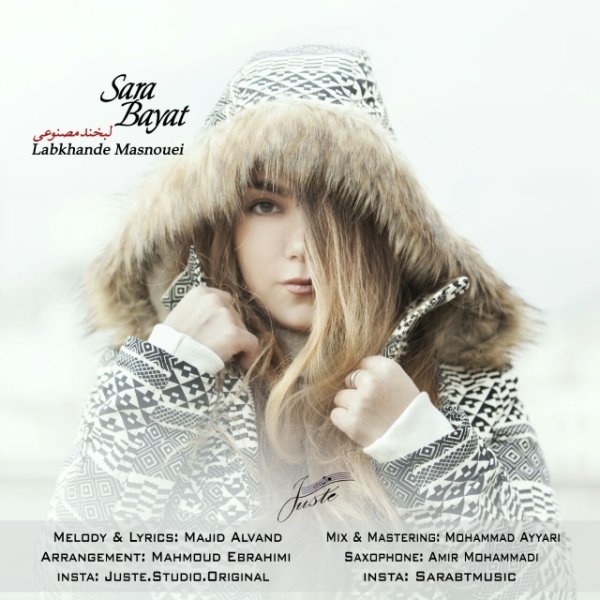 Sara
Bayat
لبخند مصنوعی
Labkhande Masnouei
Juste
Melody & Lyrics: Majid Alvand
Mix & Mastering: Mohammad Ayyari
Arrangement: Mahmoud Ebrahimi
Saxophone: Amir Mohammadi
insta: Juste.Studio.Original
insta: Sarabtmusic